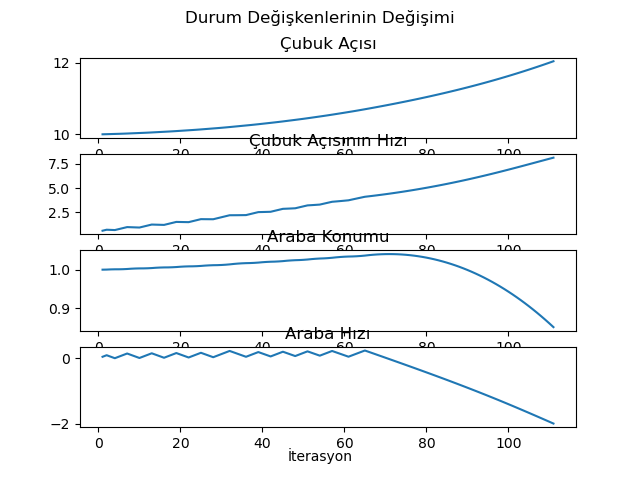 Durum Değişkenlerinin Değişimi
Çubuk Açısı
12
10
0 20 40 60 80 100
Çubuk Açısının Hızı
7.5
5.0
2.5
0 20 40 60 80 100
Araba Konumu
1.0
0.9
0 20 40 60 80 100
Araba Hızı
0
−2
0 20 40 60 80 100
İterasyon